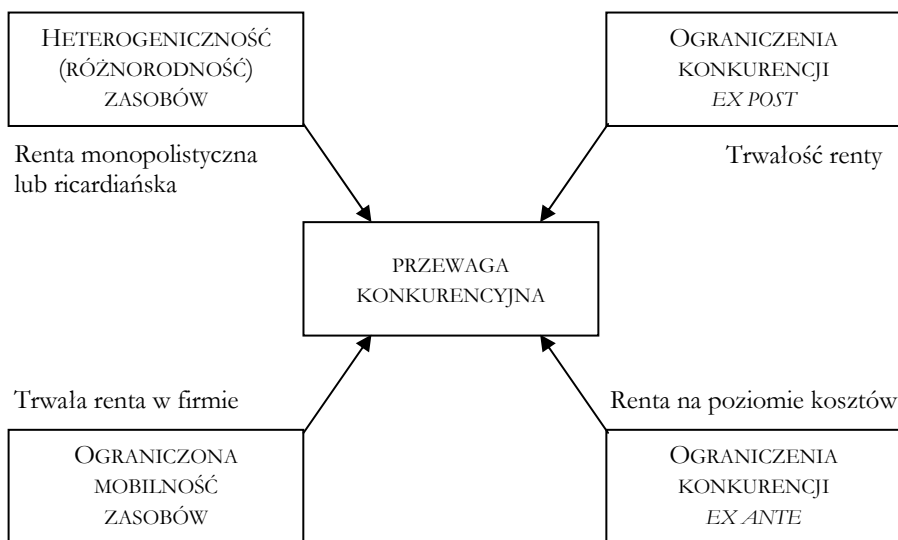 HETEROGENICZNOŚĆ
(RÓŻNORODNOŚĆ)
ZASOBÓW
OGRANICZENIA
KONKURENCJI
EX POST
Renta monopolistyczna
lub ricardiańska
Trwałość renty
PRZEWAGA
KONKURENCYJNA
Trwała renta w firmie
Renta na poziomie kosztów
OGRANICZONA
MOBILNOŚĆ
ZASOBÓW
OGRANICZENIA
KONKURENCJI
EX ANTE